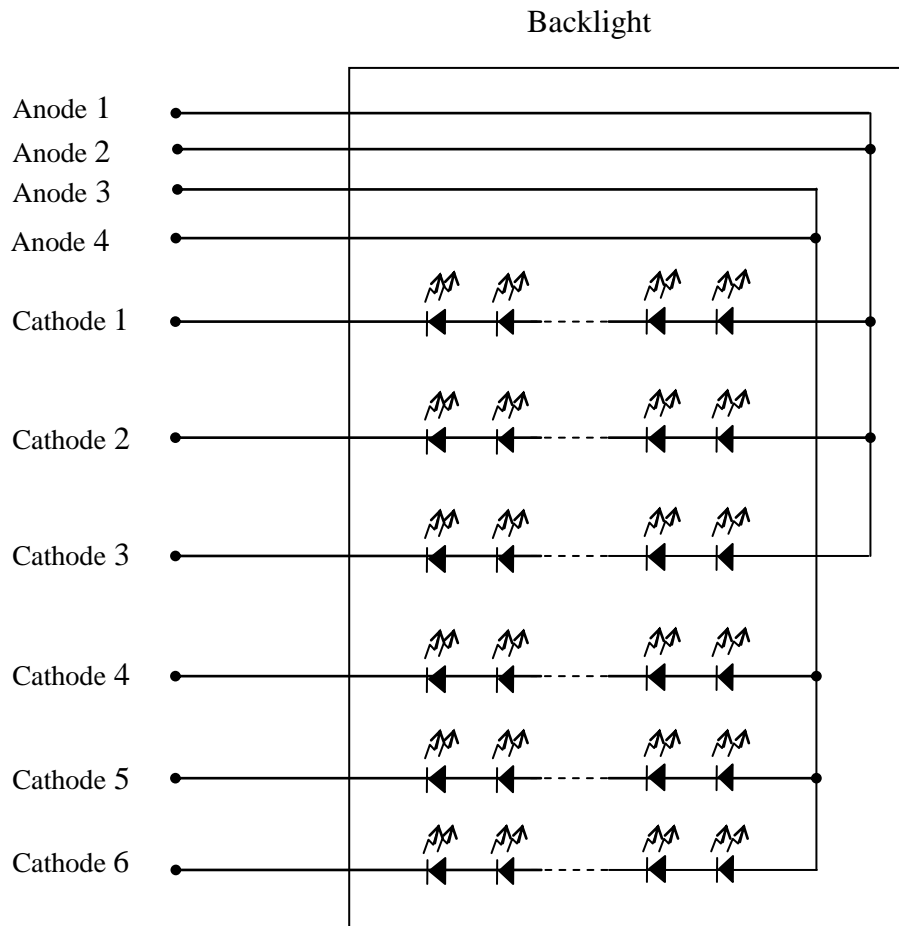 Backlight
Anode 1
Anode 2
Anode 3
Anode 4
Cathode 1
Cathode 2
Cathode 3
Cathode 4
Cathode 5
Cathode 6